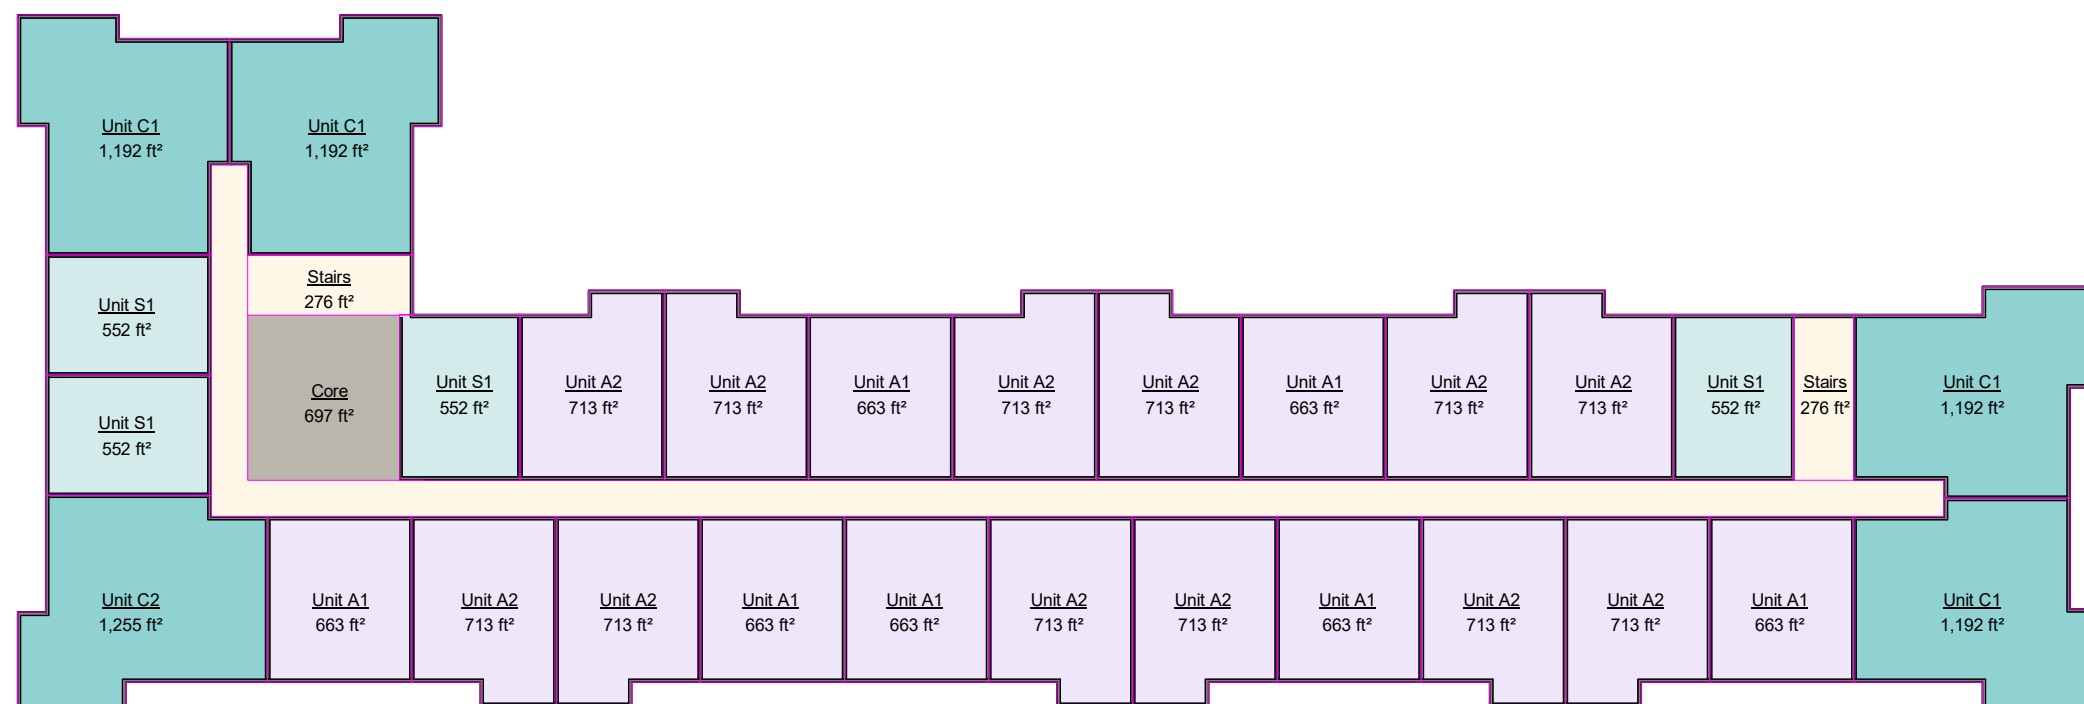 Unit C1
1,192 ft²
Unit C1
1,192 ft²
Stairs
276 ft²
Unit S1
552 ft²
Unit S1
552 ft²
Core
697 ft²
Unit S1
552 ft²
Unit A2
713 ft²
Unit A2
713 ft²
Unit A1
663 ft²
Unit A2
713 ft²
Unit A2
713 ft²
Unit A1
663 ft²
Unit A2
713 ft²
Unit A2
713 ft²
Unit S1
552 ft²
Stairs
276 ft²
Unit C1
1,192 ft²
Unit C2
1,255 ft²
Unit A1
663 ft²
Unit A2
713 ft²
Unit A2
713 ft²
Unit A1
663 ft²
Unit A1
663 ft²
Unit A2
713 ft²
Unit A2
713 ft²
Unit A1
663 ft²
Unit A2
713 ft²
Unit A2
713 ft²
Unit A1
663 ft²
Unit C1
1,192 ft²